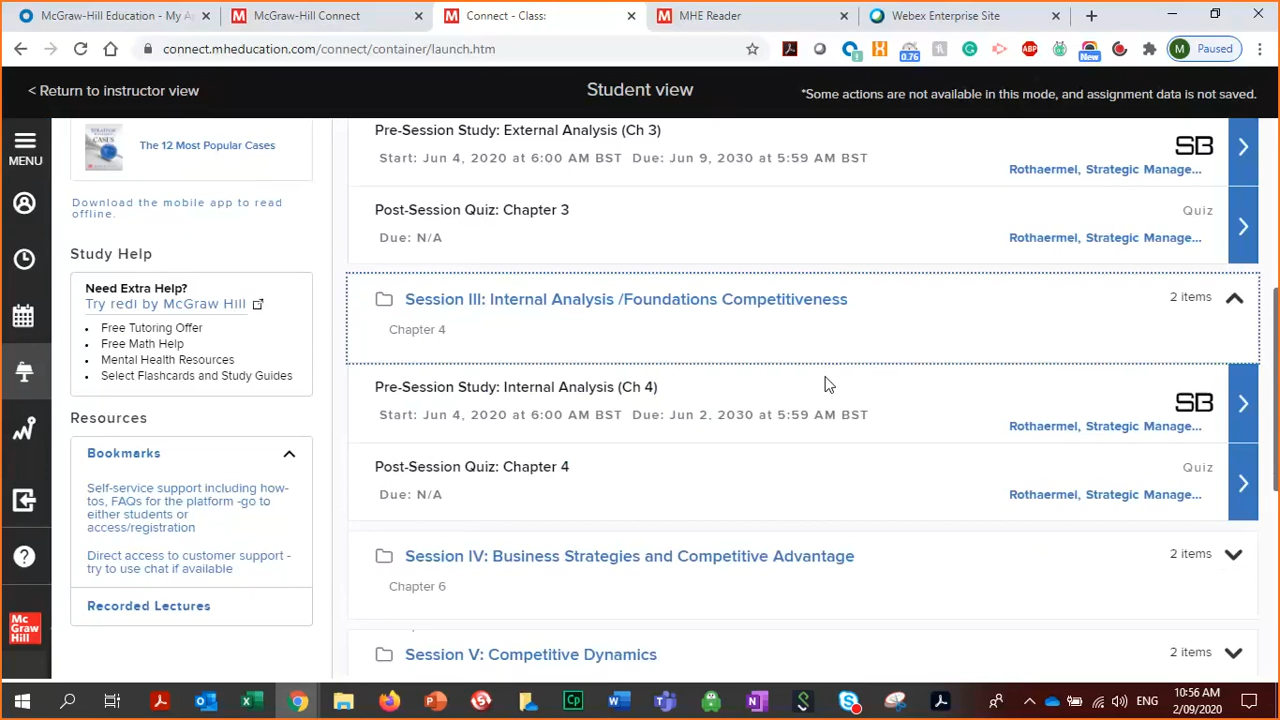 McGraw-Hill Education - My A
McGraw-Hill Connect
Connect - Class:
MHE Reader
Webex Enterprise Site
connect.mheducation.com/connect/container/launch.htm
ABP
0.76
New
M Paused
< Return to instructor view
Student view
*Some actions are not available in this mode, and assignment data is not saved.
MENU
The 12 Most Popular Cases
Download the mobile app to read
offline.
Study Help
Need Extra Help?
Try redi by McGraw Hill
Free Tutoring Offer
Free Math Help
Mental Health Resources
Select Flashcards and Study Guides
Resources
Bookmarks
Self-service support including how-
tos, FAQs for the platform -go to
either students or
access/registration
Direct access to customer support -
try to use chat if available
Recorded Lectures
Mc
Graw
Hill
Pre-Session Study: External Analysis (Ch 3)
Start: Jun 4, 2020 at 6:00 AM BST Due: Jun 9, 2030 at 5:59 AM BST
SB
Rothaermel, Strategic Manage...
Post-Session Quiz: Chapter 3
Quiz
Due: N/A
Rothaermel, Strategic Manage...
Session III: Internal Analysis /Foundations Competitiveness
2 items
Chapter 4
Pre-Session Study: Internal Analysis (Ch 4)
Start: Jun 4, 2020 at 6:00 AM BST Due: Jun 2, 2030 at 5:59 AM BST
SB
Rothaermel, Strategic Manage...
Post-Session Quiz: Chapter 4
Quiz
Due: N/A
Rothaermel, Strategic Manage...
Session IV: Business Strategies and Competitive Advantage
2 items
Chapter 6
Session V: Competitive Dynamics
2 items
ENG
10:56 AM
2/09/2020